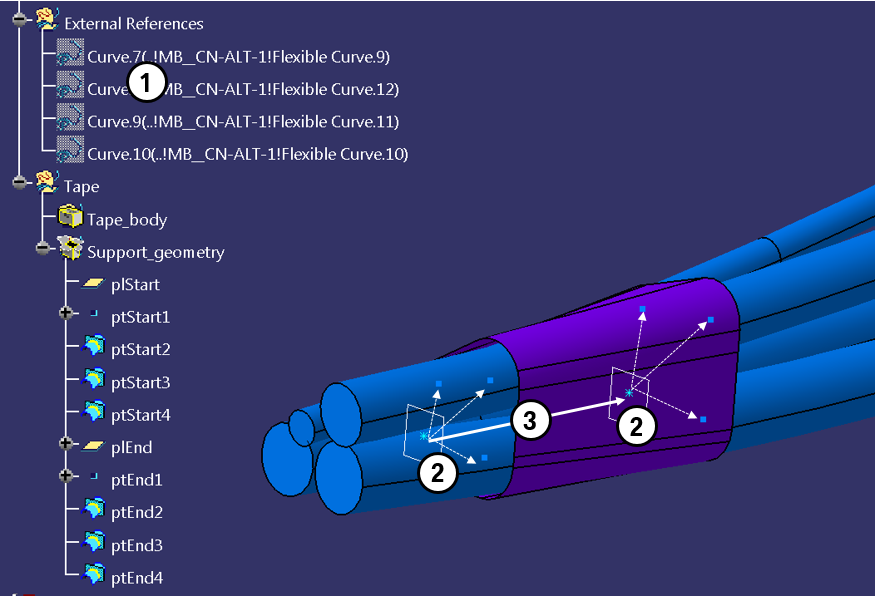 External References
Curve.7(..!MB__CN-ALT-1!Flexible Curve.9)
Curve MB__CN-ALT-1!Flexible Curve.12)
1
Curve.9(..!MB__CN-ALT-1!Flexible Curve.11)
Curve.10(..!MB__CN-ALT-1!Flexible Curve.10)
Tape
Tape_body
Support_geometry
plStart
ptStart1
ptStart2
ptStart3
ptStart4
plEnd
ptEnd1
ptEnd2
ptEnd3
ptEnd4
3
2
2